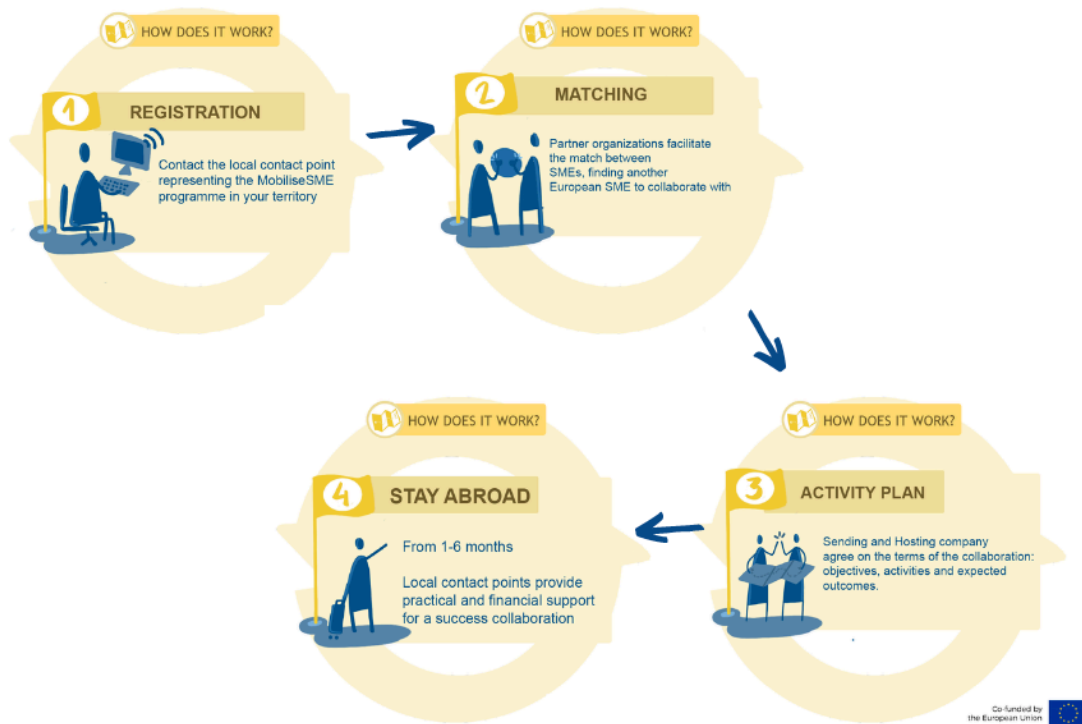 HOW DOES IT WORK?
1
REGISTRATION
Contact the local contact point
representing the MobiliseSME
programme in your territory
HOW DOES IT WORK?
2
MATCHING
Partner organizations facilitate
the match between
SMEs, finding another
European SME to collaborate with
HOW DOES IT WORK?
3
ACTIVITY PLAN
Sending and Hosting company
agree on the terms of the collaboration:
objectives, activities and expected
outcomes.
HOW DOES IT WORK?
4
STAY ABROAD
From 1-6 months
Local contact points provide
practical and financial support
for a success collaboration
Co-funded by
the European Union